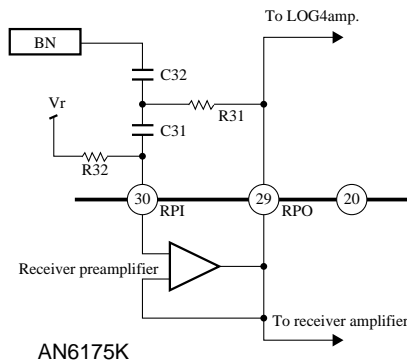 To LOG4amp.
BN
C32
Vr
R31
C31
R32
30
RPI
29
RPO
20
Receiver preamplifier
To receiver amplifier
AN6175K